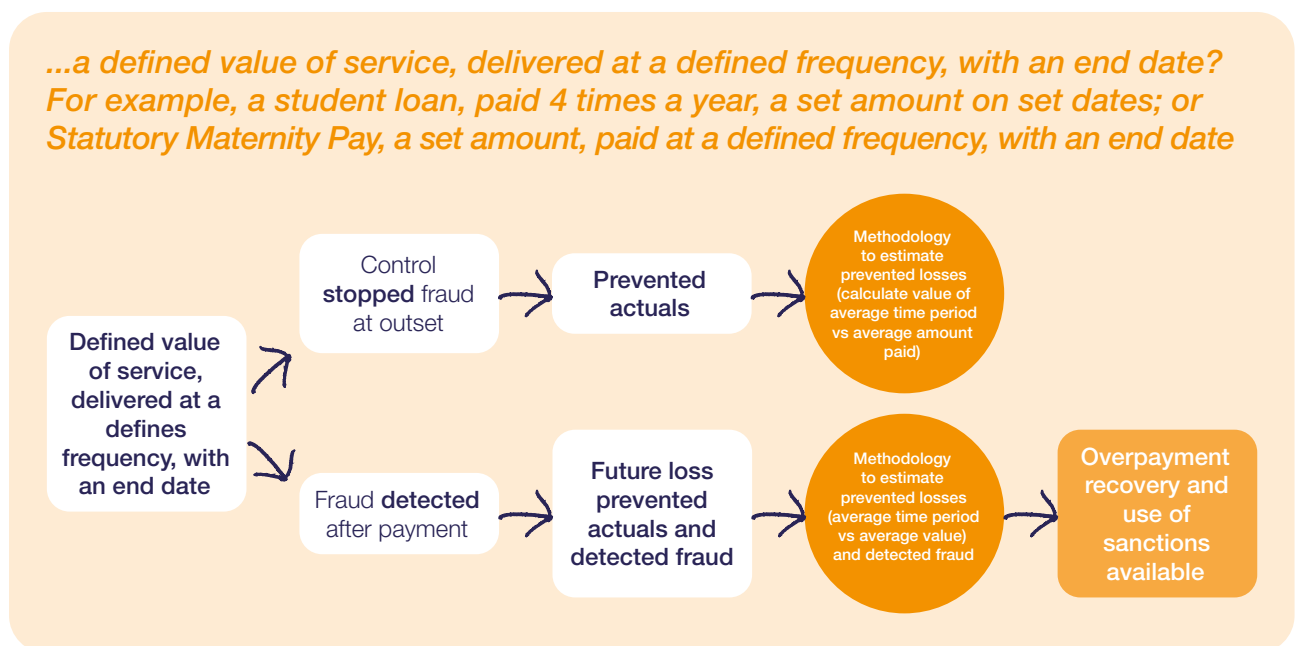 ...a defined value of service, delivered at a defined frequency, with an end date?
For example, a student loan, paid 4 times a year, a set amount on set dates; or
Statutory Maternity Pay, a set amount, paid at a defined frequency, with an end date
Defined value
of service,
delivered at a
defines
frequency, with
an end date
Control
stopped fraud
at outset
Prevented
actuals
Methodology
to estimate
prevented losses
(calculate value of
average time period
vs average amount
paid)
Fraud detected
after payment
Future loss
prevented
actuals and
detected fraud
Methodology
to estimate
prevented losses
(average time period
vs average value)
and detected fraud
Overpayment
recovery and
use of
sanctions
available